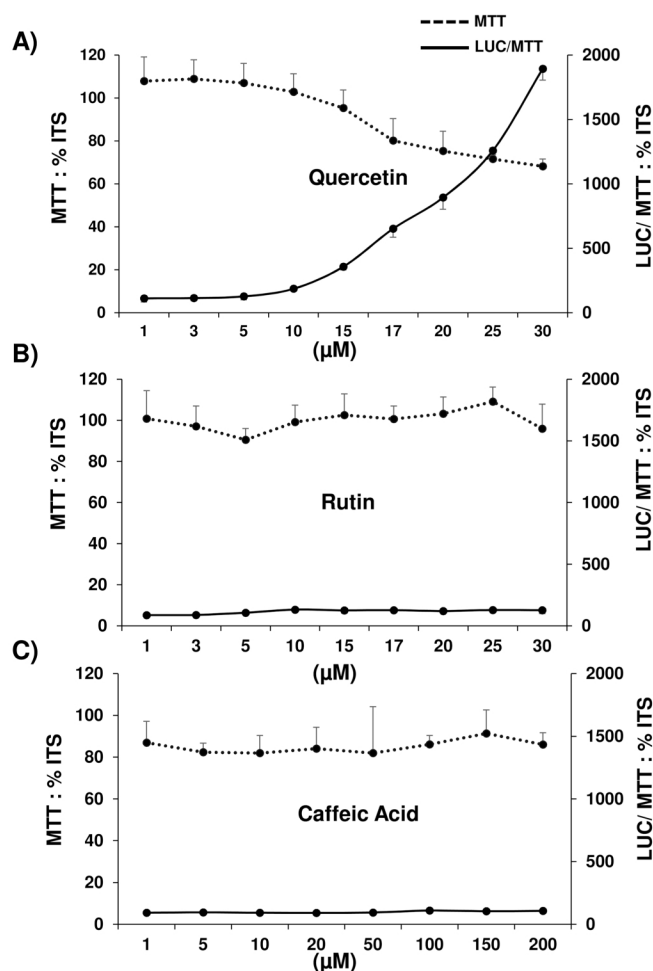 MTT
LUC/MTT
A)
120
100
80
60
40
20
0
MTT : % ITS
Quercetin
2000
1500
1000
500
0
LUC/ MTT : % ITS
1 3 5 10 15 17 20 25 30
(µM)
B)
120
100
80
60
40
20
0
MTT : % ITS
Rutin
2000
1500
1000
500
0
LUC/ MTT : % ITS
1 3 5 10 15 17 20 25 30
(µM)
C)
120
100
80
60
40
20
0
MTT : % ITS
Caffeic Acid
2000
1500
1000
500
0
LUC/ MTT : % ITS
1 5 10 20 50 100 150 200
(µM)